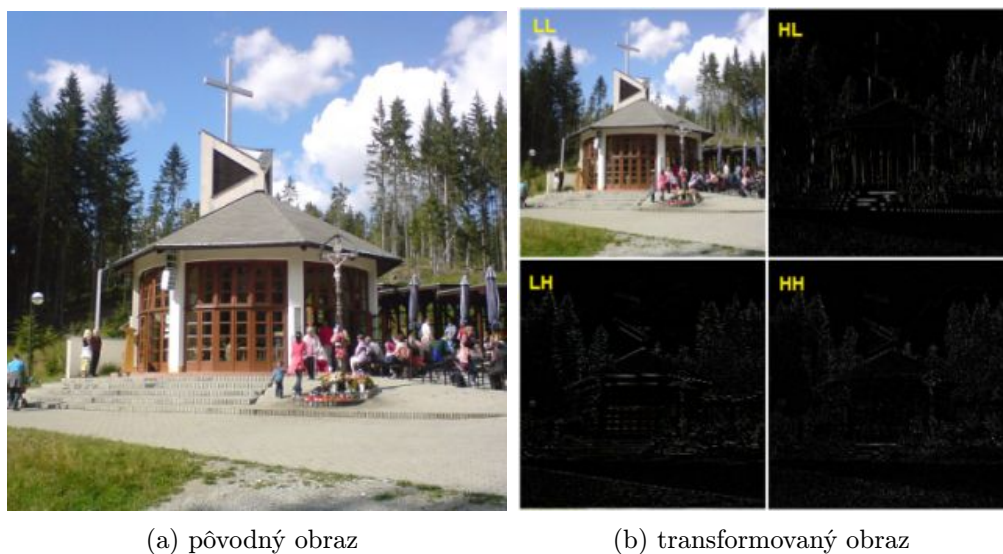 LL
HL
LH
HH
(a) pôvodný obraz
(b) transformovaný obraz